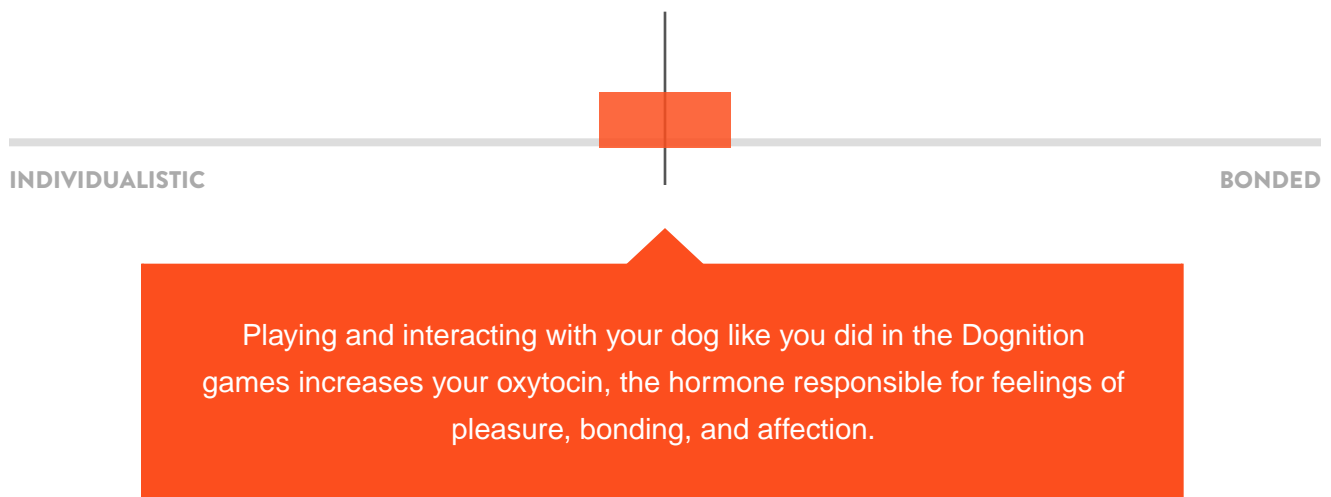 INDIVIDUALISTIC
BONDED
Playing and interacting with your dog like you did in the Dognition
games increases your oxytocin, the hormone responsible for feelings of
pleasure, bonding, and affection.